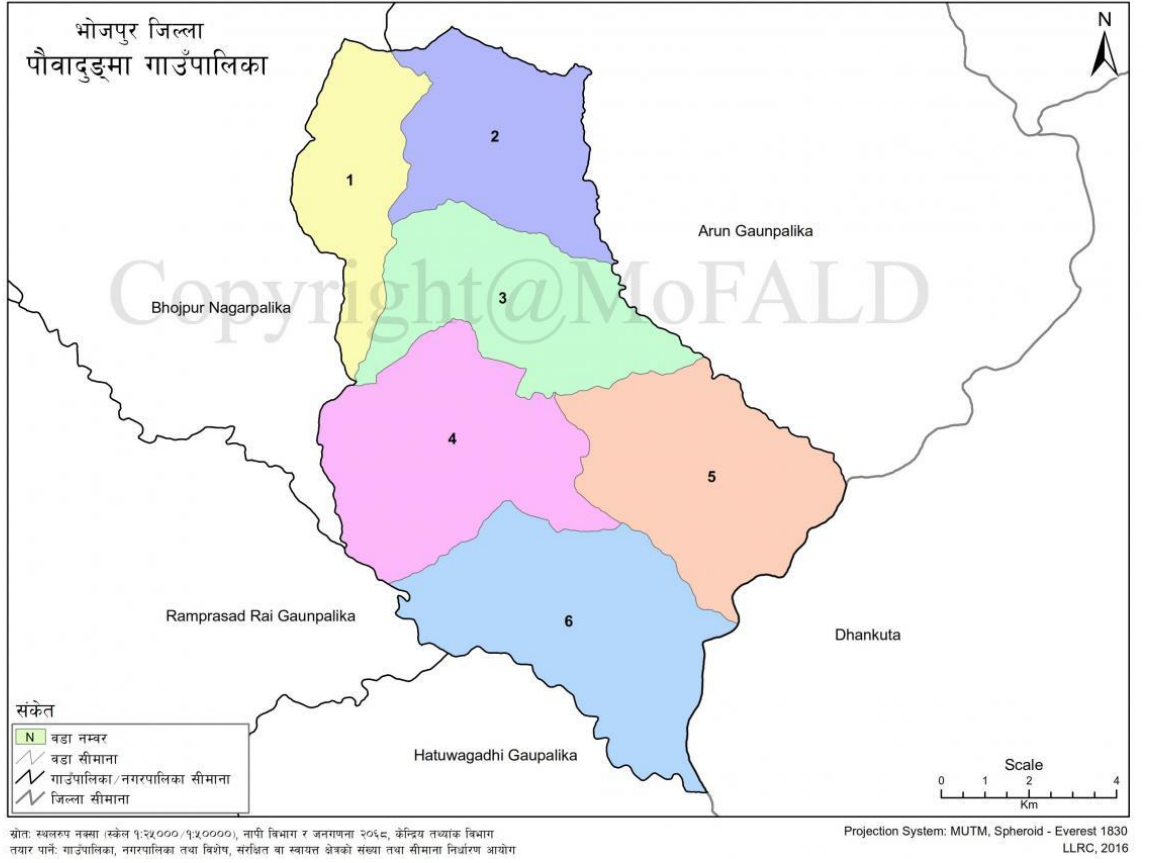 भोजपुर जिल्ला
पौवादुङ्मा गाउँपालिका
N
2
1
Arun Gaunpalika
Copyright@MoFALD
3
Bhojpur Nagarpalika
4
5
Ramprasad Rai Gaunpalika
6
Dhankuta
संकेत
N वडा नम्बर
वडा सीमाना
गाउँपालिका/नगरपालिका सीमाना
जिल्ला सीमाना
Hatuwagadhi Gaupalika
Scale
0 1 2 4
Km
स्रोत: स्थलरुप नक्सा (स्केल १:२५०००/१:५००००), नापी विभाग र जनगणना २०६८, केन्द्रिय तथ्यांक विभाग
तयार पार्ने: गाउँपालिका, नगरपालिका तथा विशेष, संरक्षित वा स्वायत्त क्षेत्रको संख्या तथा सीमाना निर्धारण आयोग
Projection System: MUTM, Spheroid - Everest 1830
LLRC, 2016